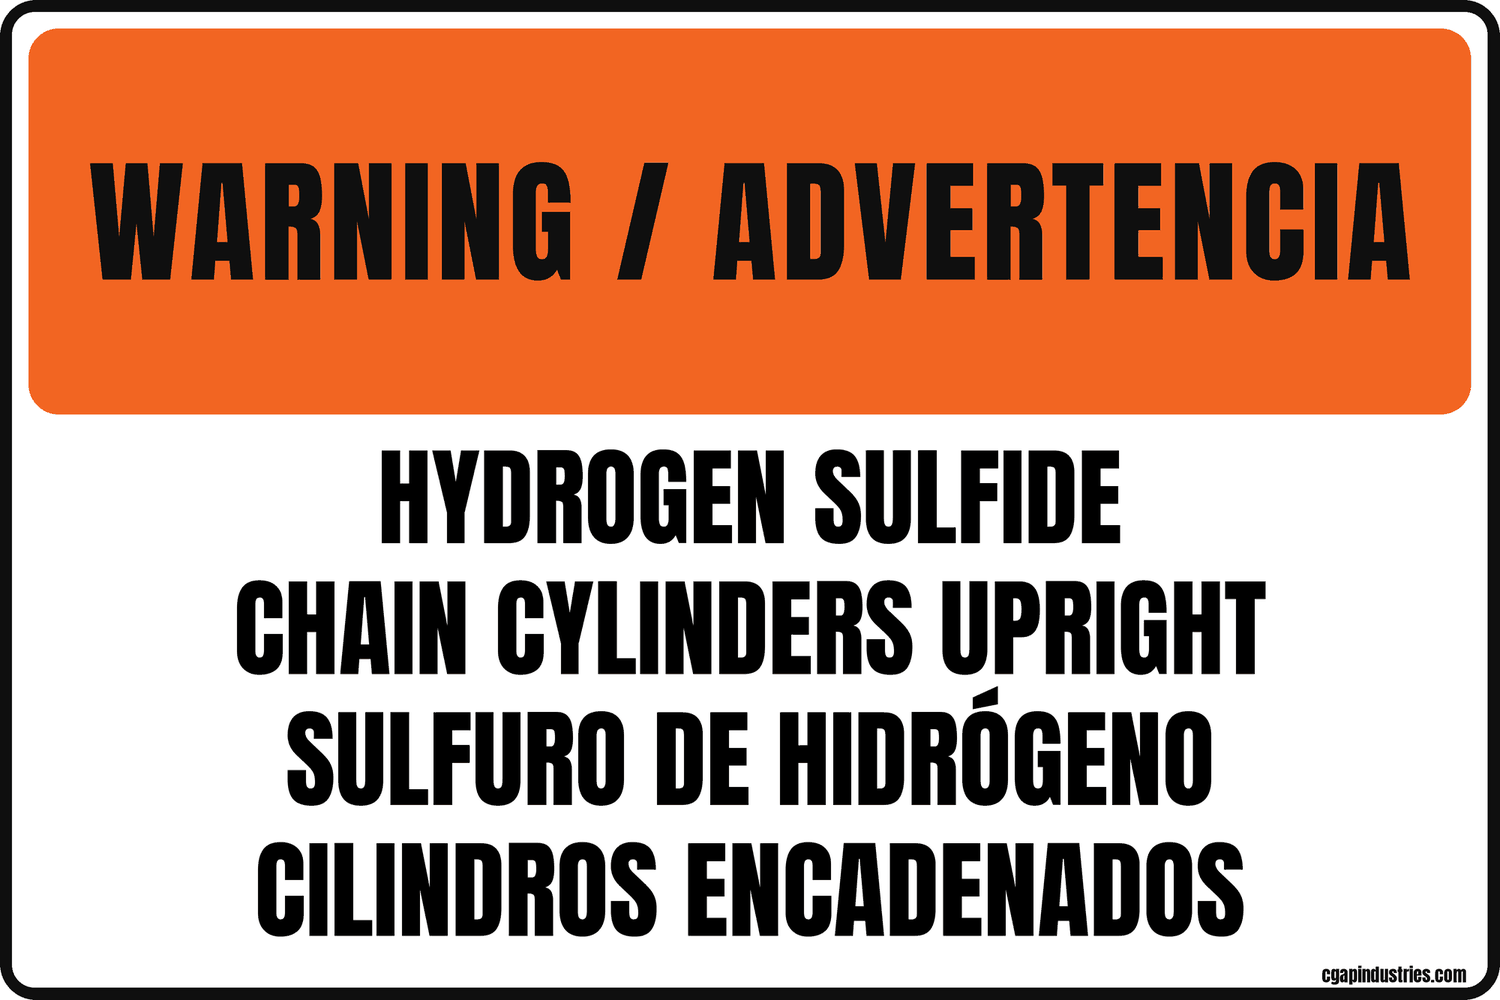 WARNING / ADVERTENCIA
HYDROGEN SULFIDE
CHAIN CYLINDERS UPRIGHT
SULFURO DE HIDRÓGENO
CILINDROS ENCADENADOS
cgapindustries.com